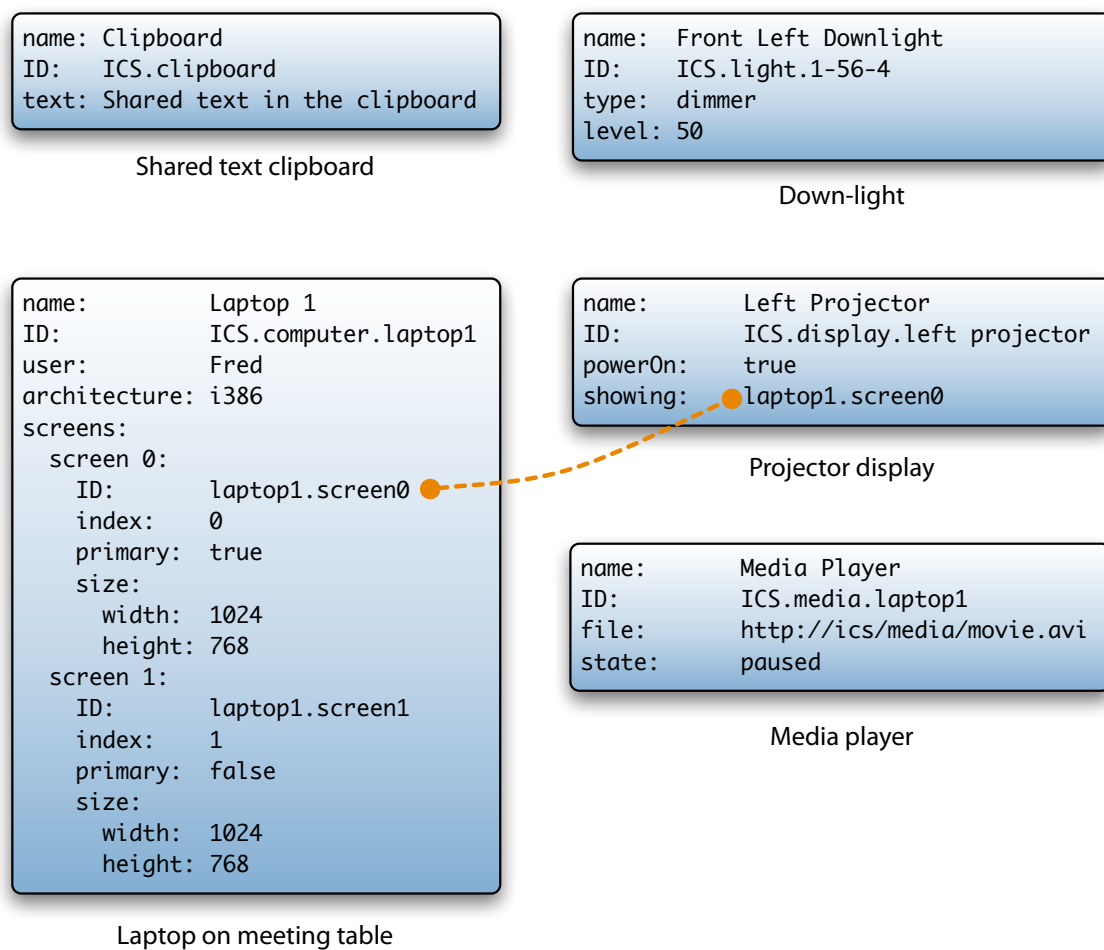 name: Clipboard
ID:   ICS.clipboard
text: Shared text in the clipboard
Shared text clipboard
name:  Front Left Downlight
ID:    ICS.light.1-56-4
type:  dimmer
level: 50
Down-light
name:         Laptop 1
ID:           ICS.computer.laptop1
user:         Fred
architecture: i386
screens:
  screen 0:
    ID:       laptop1.screen0
    index:    0
    primary:  true
    size:
      width:  1024
      height: 768
  screen 1:
    ID:       laptop1.screen1
    index:    1
    primary:  false
    size:
      width:  1024
      height: 768
Laptop on meeting table
name:       Left Projector
ID:         ICS.display.left projector
powerOn:    true
showing:    laptop1.screen0
Projector display
name:       Media Player
ID:         ICS.media.laptop1
file:       http://ics/media/movie.avi
state:      paused
Media player